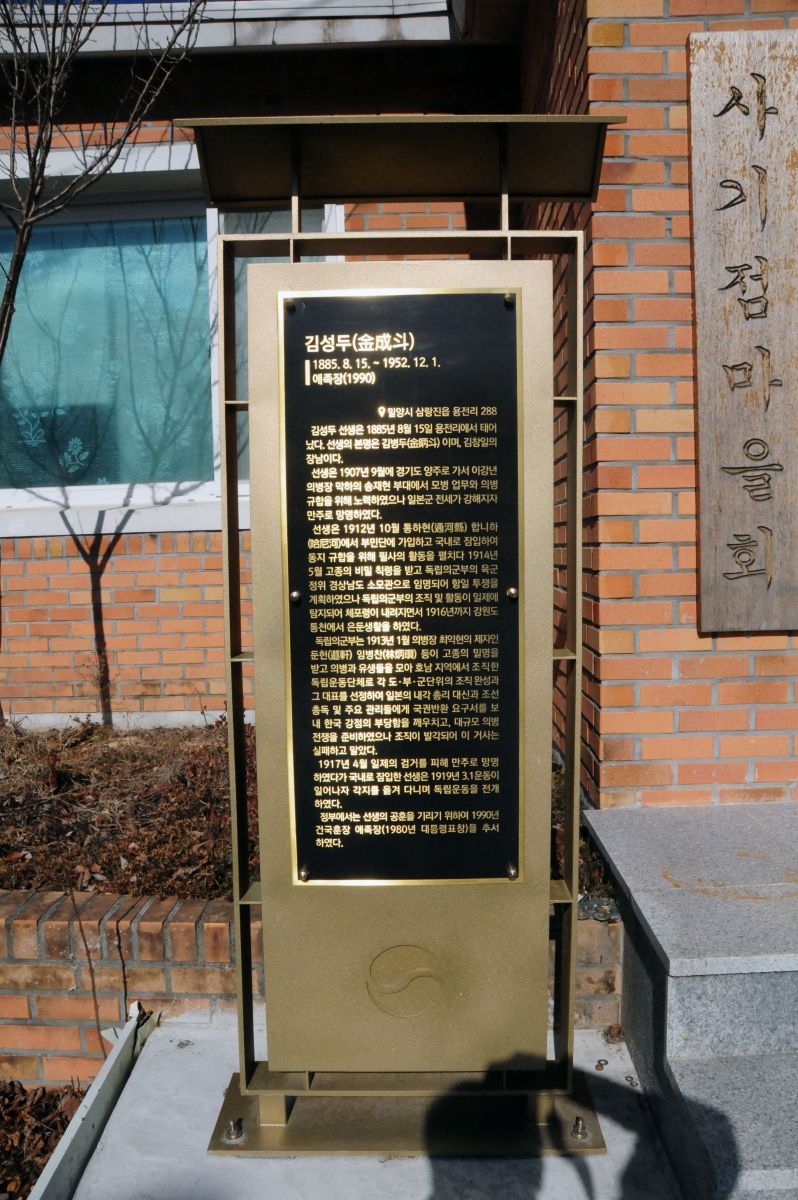 김성두(金成斗)
1885. 8. 15. ~ 1952. 12. 1.
애족장(1990)
밀양시 삼랑진읍 용전리 288
김성두 선생은 1885년 8월 15일 용전리에서 태어
났다. 선생의 본명은 김병두(金炳斗) 이며, 김창일의
장남이다.
선생은 1907년 9월에 경기도 양주로 가서 이강년
의병장 막하의 송재현 부대에서 모병 업무와 의병
규합을 위해 노력하였으나 일본군 전세가 강해지자
만주로 망명하였다.
선생은 1912년 10월 통하현(通河縣) 합니하
(哈尼河)에서 부민단에 가입하고 국내로 잠입하여
동지 규합을 위해 필사의 활동을 펼치다 1914년
5월 고종의 비밀 칙령을 받고 독립의군부의 육군
정위 경상남도 소모관으로 임명되어 항일 투쟁을
계획하였으나 독립의군부의 조직 및 활동이 일제에
탐지되어 체포령이 내려지면서 1916년까지 강원도
통천에서 은둔생활을 하였다.
독립의군부는 1913년 1월 의병장 최익현의 제자인
둔헌(遯軒) 임병찬(林炳瓚) 등이 고종의 밀명을
받고 의병과 유생들을 모아 호남 지역에서 조직한
독립운동단체로 각 도·부·군단위의 조직 완성과
그 대표를 선정하여 일본의 내각 총리 대신과 조선
총독 및 주요 관리들에게 국권반환 요구서를 보
내 한국 강점의 부당함을 깨우치고, 대규모 의병
전쟁을 준비하였으나 조직이 발각되어 이 거사는
실패하고 말았다.
1917년 4월 일제의 검거를 피해 만주로 망명
하였다가 국내로 잠입한 선생은 1919년 3.1운동이
일어나자 각지를 옮겨 다니며 독립운동을 전개
하였다.
정부에서는 선생의 공훈을 기리기 위하여 1990년
건국훈장 애족장(1980년 대통령표창)을 추서
하였다.
사기점마을회